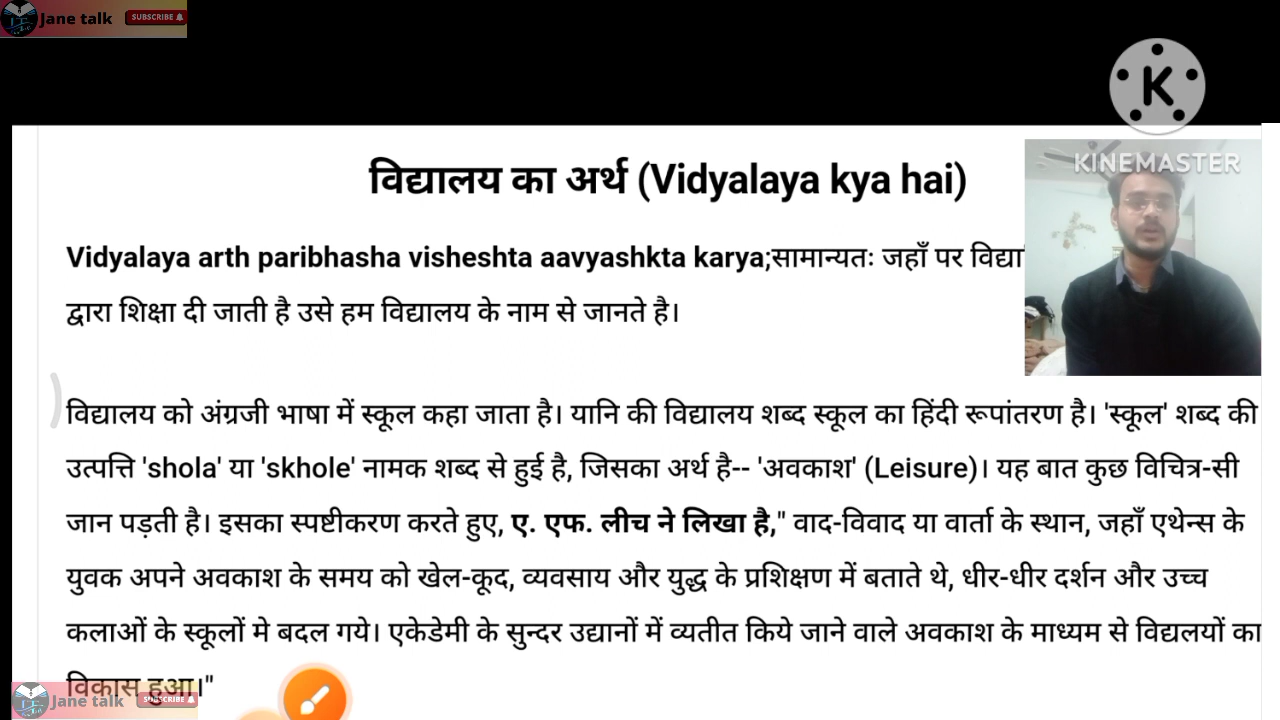 Jane talk SUBSCRIBE
K
KINEMASTER
विद्यालय का अर्थ (Vidyalaya kya hai)
Vidyalaya arth paribhasha visheshta aavyashkta karya;सामान्यतः जहाँ पर
द्वारा शिक्षा दी जाती है उसे हम विद्यालय के नाम से जानते है।
विद्यालय को अंग्रजी भाषा में स्कूल कहा जाता है। यानि की विद्यालय शब्द स्कूल का हिंदी रूपांतरण है। 'स्कूल' शब्द की
उत्पत्ति 'shola' या 'skhole' नामक शब्द से हुई है, जिसका अर्थ है-- 'अवकाश' (Leisure)। यह बात कुछ विचित्र-सी
जान पड़ती है। इसका स्पष्टीकरण करते हुए, ए. एफ. लीच ने लिखा है," वाद-विवाद या वार्ता के स्थान, जहाँ एथेन्स के
युवक अपने अवकाश के समय को खेल-कूद, व्यवसाय और युद्ध के प्रशिक्षण में बताते थे, धीर-धीर दर्शन और उच्च
कलाओं के स्कूलों मे बदल गये। एकेडेमी के सुन्दर उद्यानों में व्यतीत किये जाने वाले अवकाश के माध्यम से विद्यलयों का
विकास हुआ।"
Jane talk SUBSCRIBE